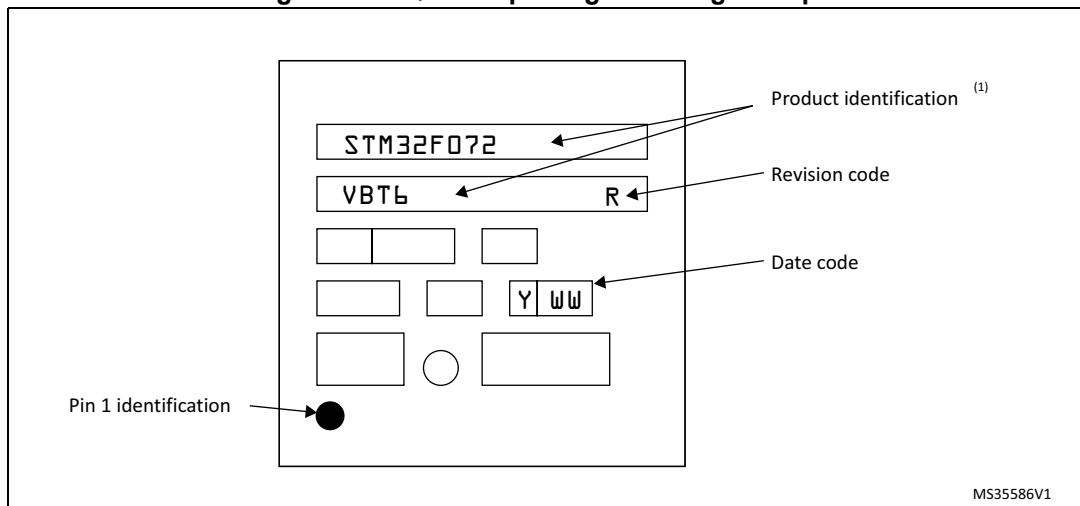 Product identification (1)
STM32F072
Revision code
VBT6 R
Date code
Y WW
Pin 1 identification
MS35586V1